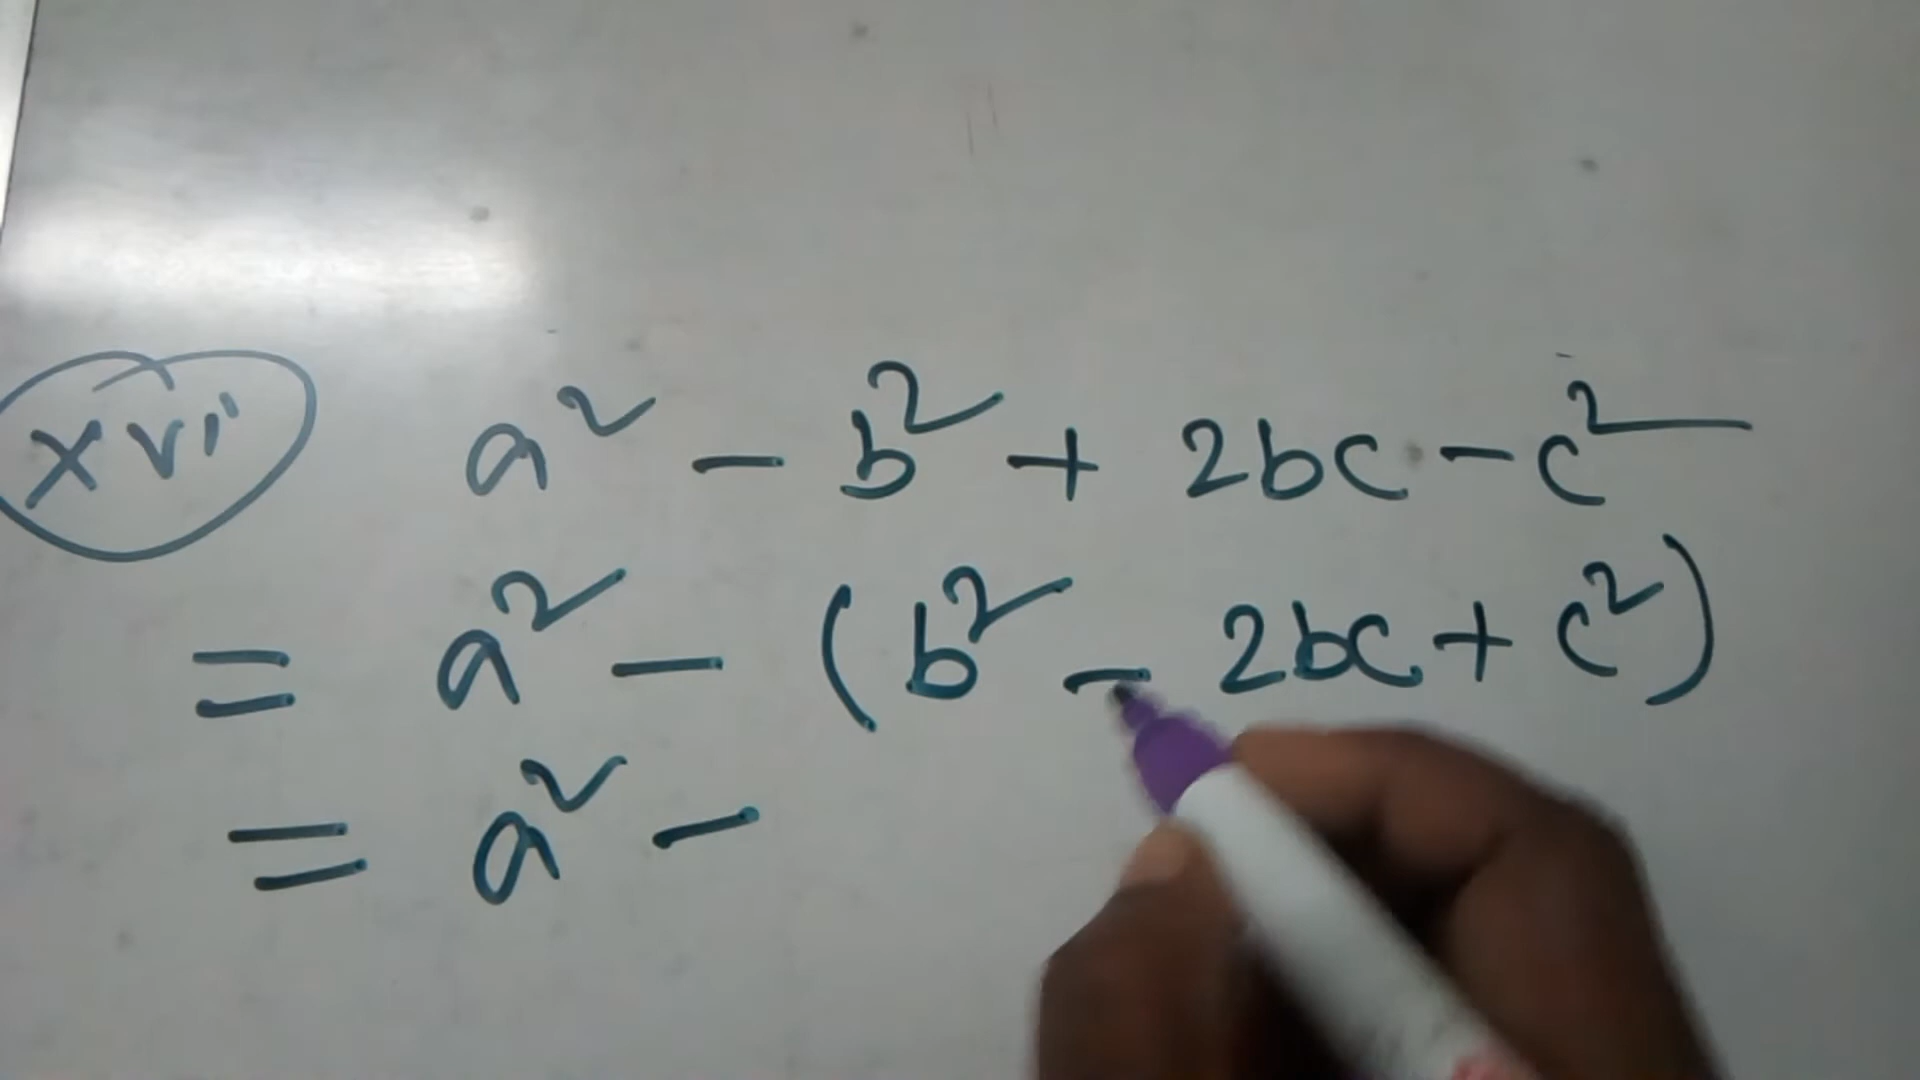 xvi a² - b² + 2bc - c²
= a² - (b² - 2bc + c²)
= a² -